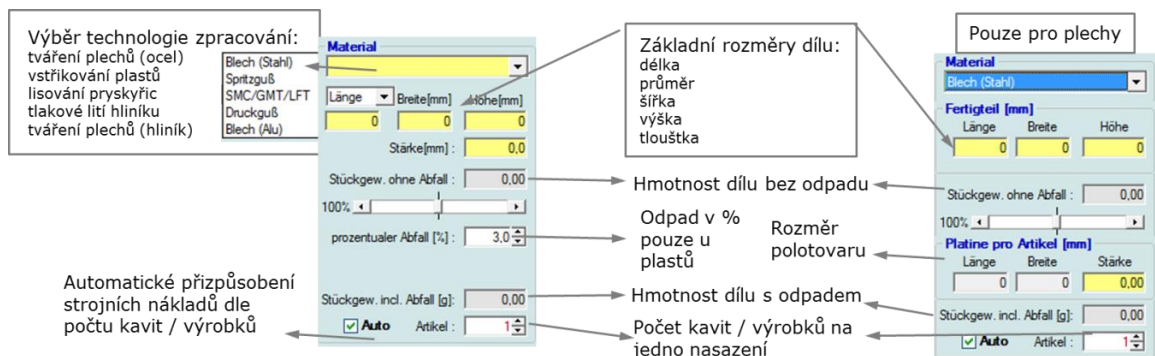 Výběr technologie zpracování:
tváření plechů (ocel)
vstřikování plastů
lisování pryskyřic
tlakové lití hliníku
tváření plechů (hliník)
Blech (Stahl)
Spritzguß
SMC/GMT/LFT
Druckguß
Blech (Alu)
Material
Länge Breite[mm] Höhe[mm]
0 0 0
Stärke[mm] : 0,0
Stückgew. ohne Abfall : 0,00
100%
prozentualer Abfall [%] : 3,0
Stückgew. incl. Abfall [g]: 0,00
Auto Artikel : 1
Automatické přizpůsobení
strojních nákladů dle
počtu kavit / výrobků
Základní rozměry dílu:
délka
průměr
šířka
výška
tlouštka
Hmotnost dílu bez odpadu
Odpad v %
pouze u
plastů
Rozměr
polotovaru
Hmotnost dílu s odpadem
Počet kavit / výrobků na
jedno nasazení
Pouze pro plechy
Material
Blech (Stahl)
Fertigteil [mm]
Länge Breite Höhe
0 0 0
Stückgew. ohne Abfall : 0,00
100%
Platine pro Artikel [mm]
Länge Breite Stärke
0 0 0,00
Stückgew. incl. Abfall [g]: 0,00
Auto Artikel : 1